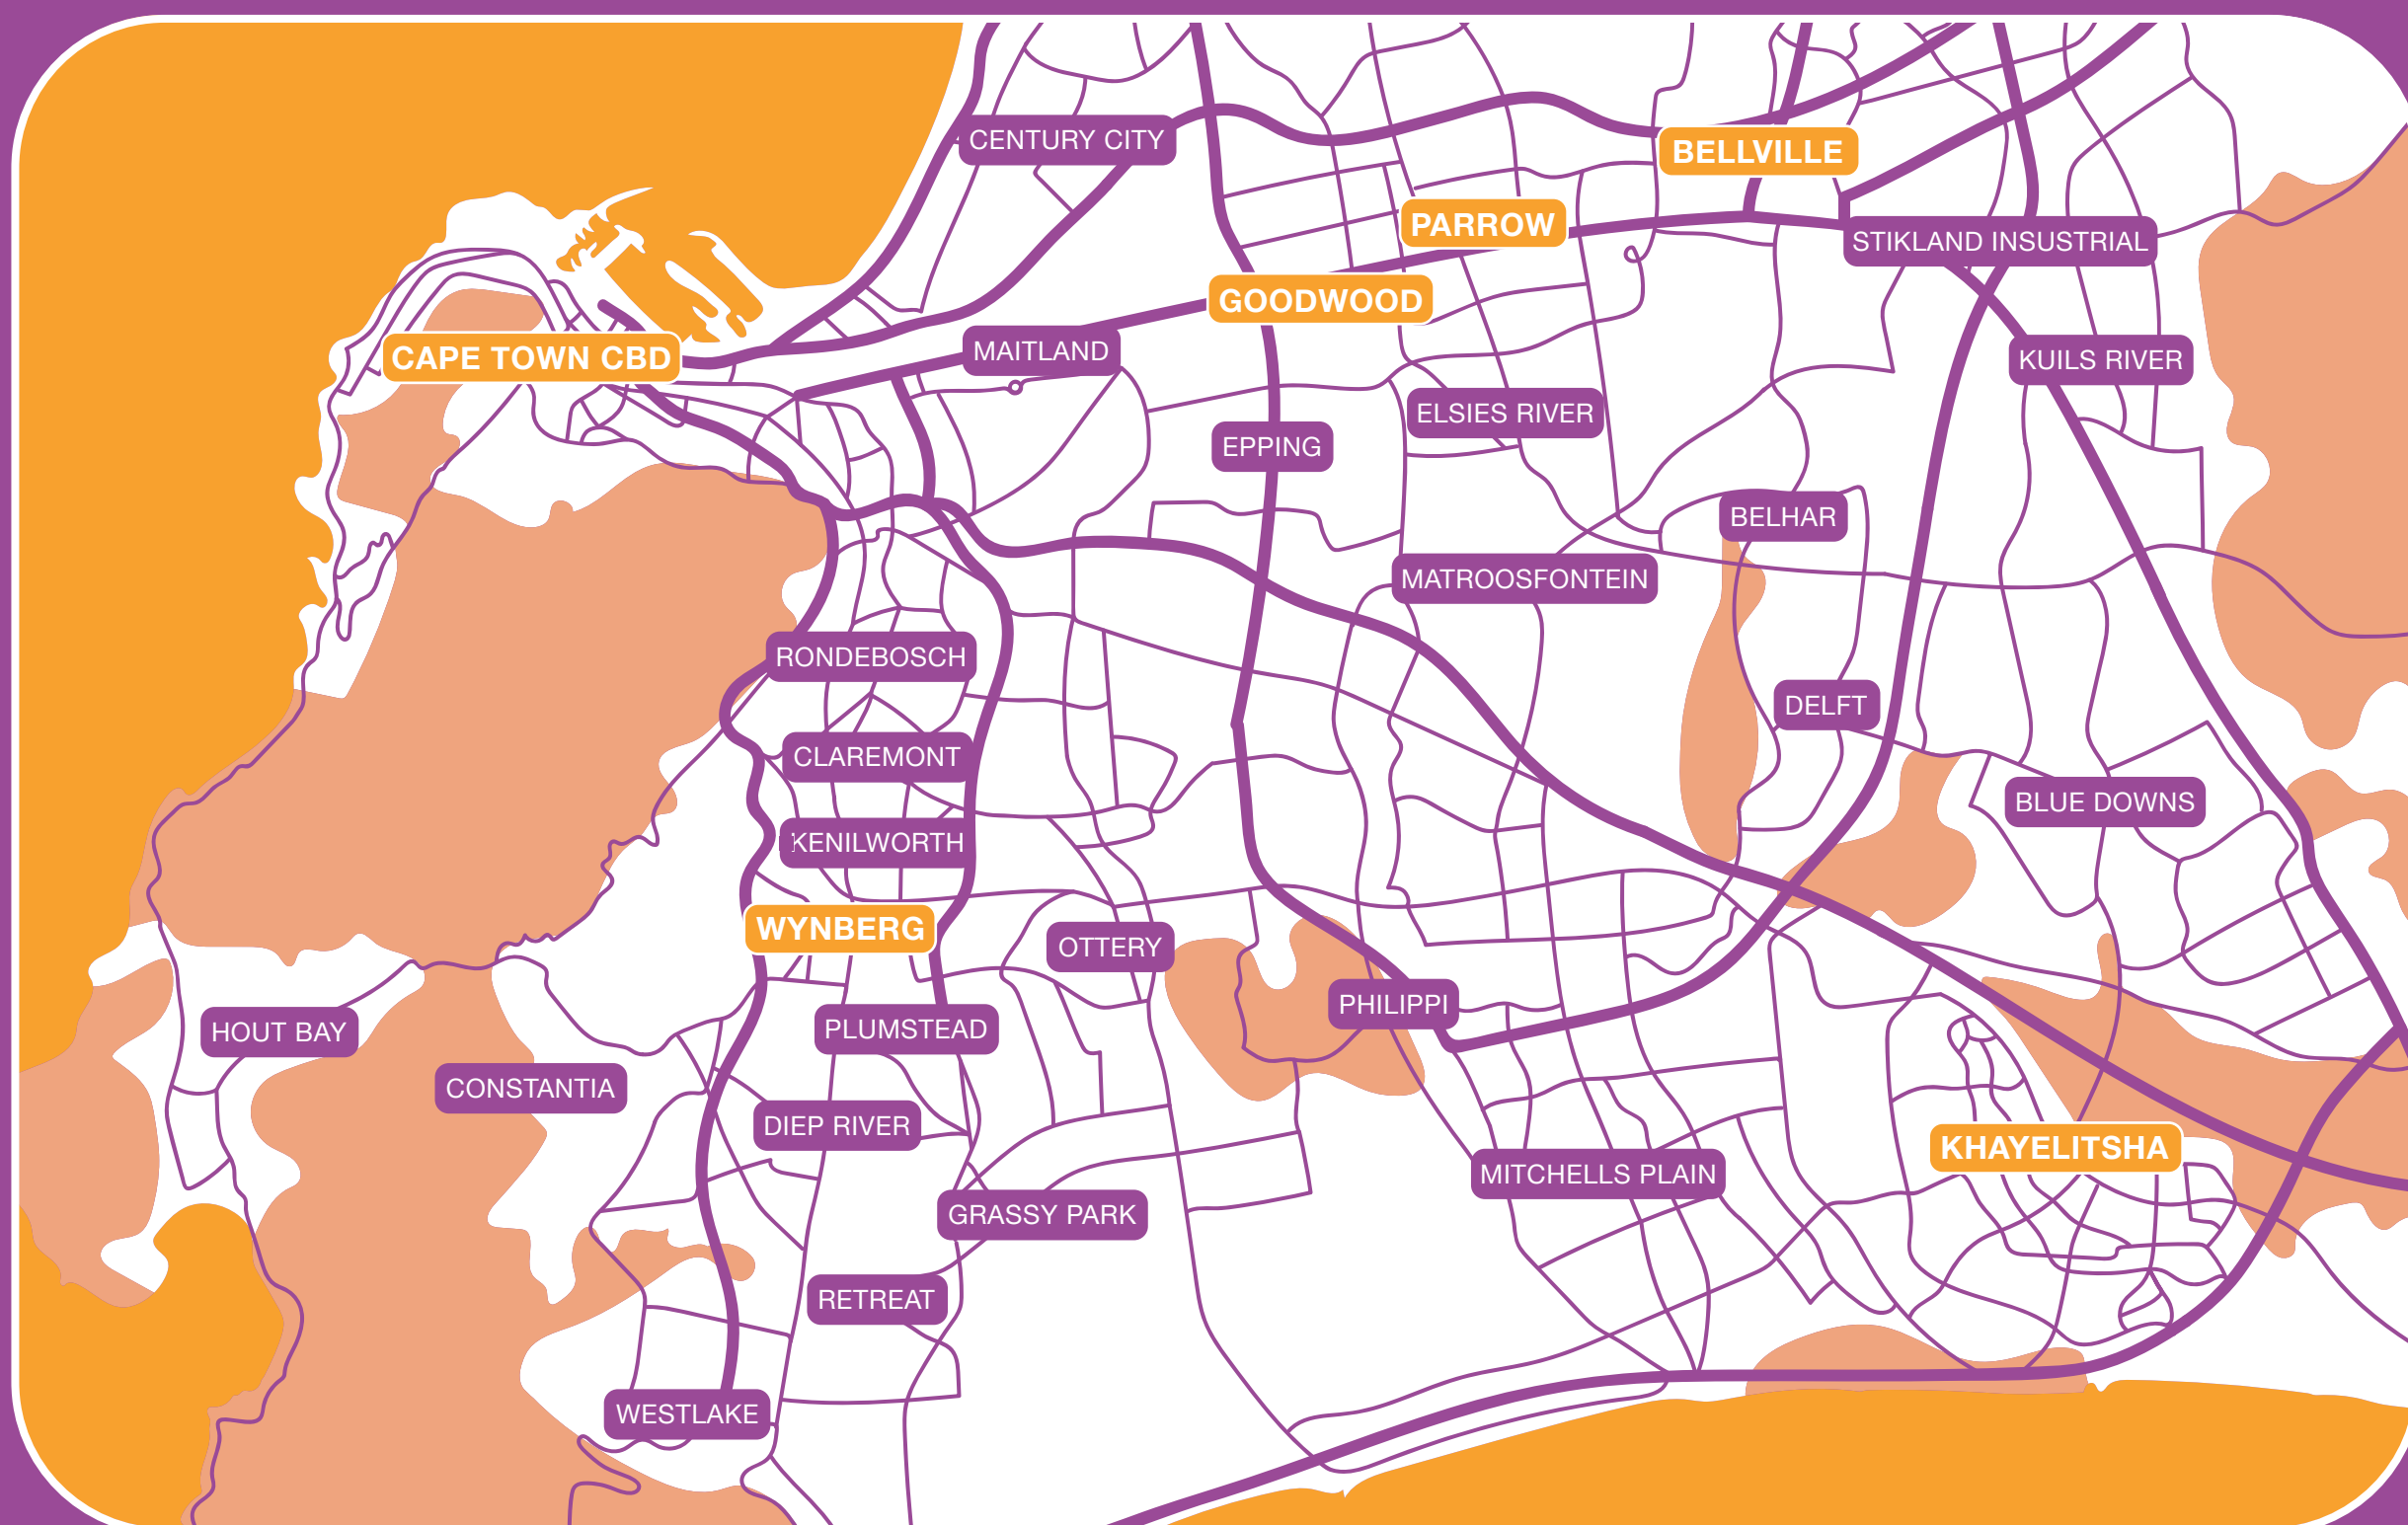 CENTURY CITY
BELLVILLE
PARROW
STIKLAND INSUSTRIAL
GOODWOOD
MAITLAND
CAPE TOWN CBD
KUILS RIVER
ELSIES RIVER
EPPING
BELHAR
MATROOSFONTEIN
RONDEBOSCH
DELFT
CLAREMONT
BLUE DOWNS
KENILWORTH
WYNBERG
OTTERY
PHILIPPI
HOUT BAY
PLUMSTEAD
CONSTANTIA
DIEP RIVER
KHAYELITSHA
MITCHELLS PLAIN
GRASSY PARK
RETREAT
WESTLAKE